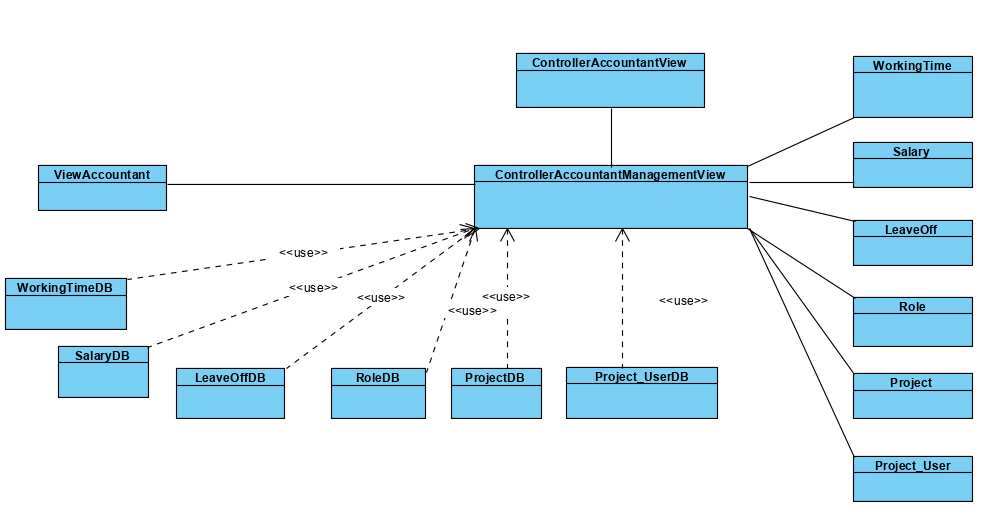 ControllerAccountantView
WorkingTime
Salary
ViewAccountant
ControllerAccountantManagementView
LeaveOff
<<use>>
WorkingTimeDB
<<use>>
<<use>>
<<use>>
<<use>>
<<use>>
Role
SalaryDB
LeaveOffDB
RoleDB
ProjectDB
Project_UserDB
Project
Project_User